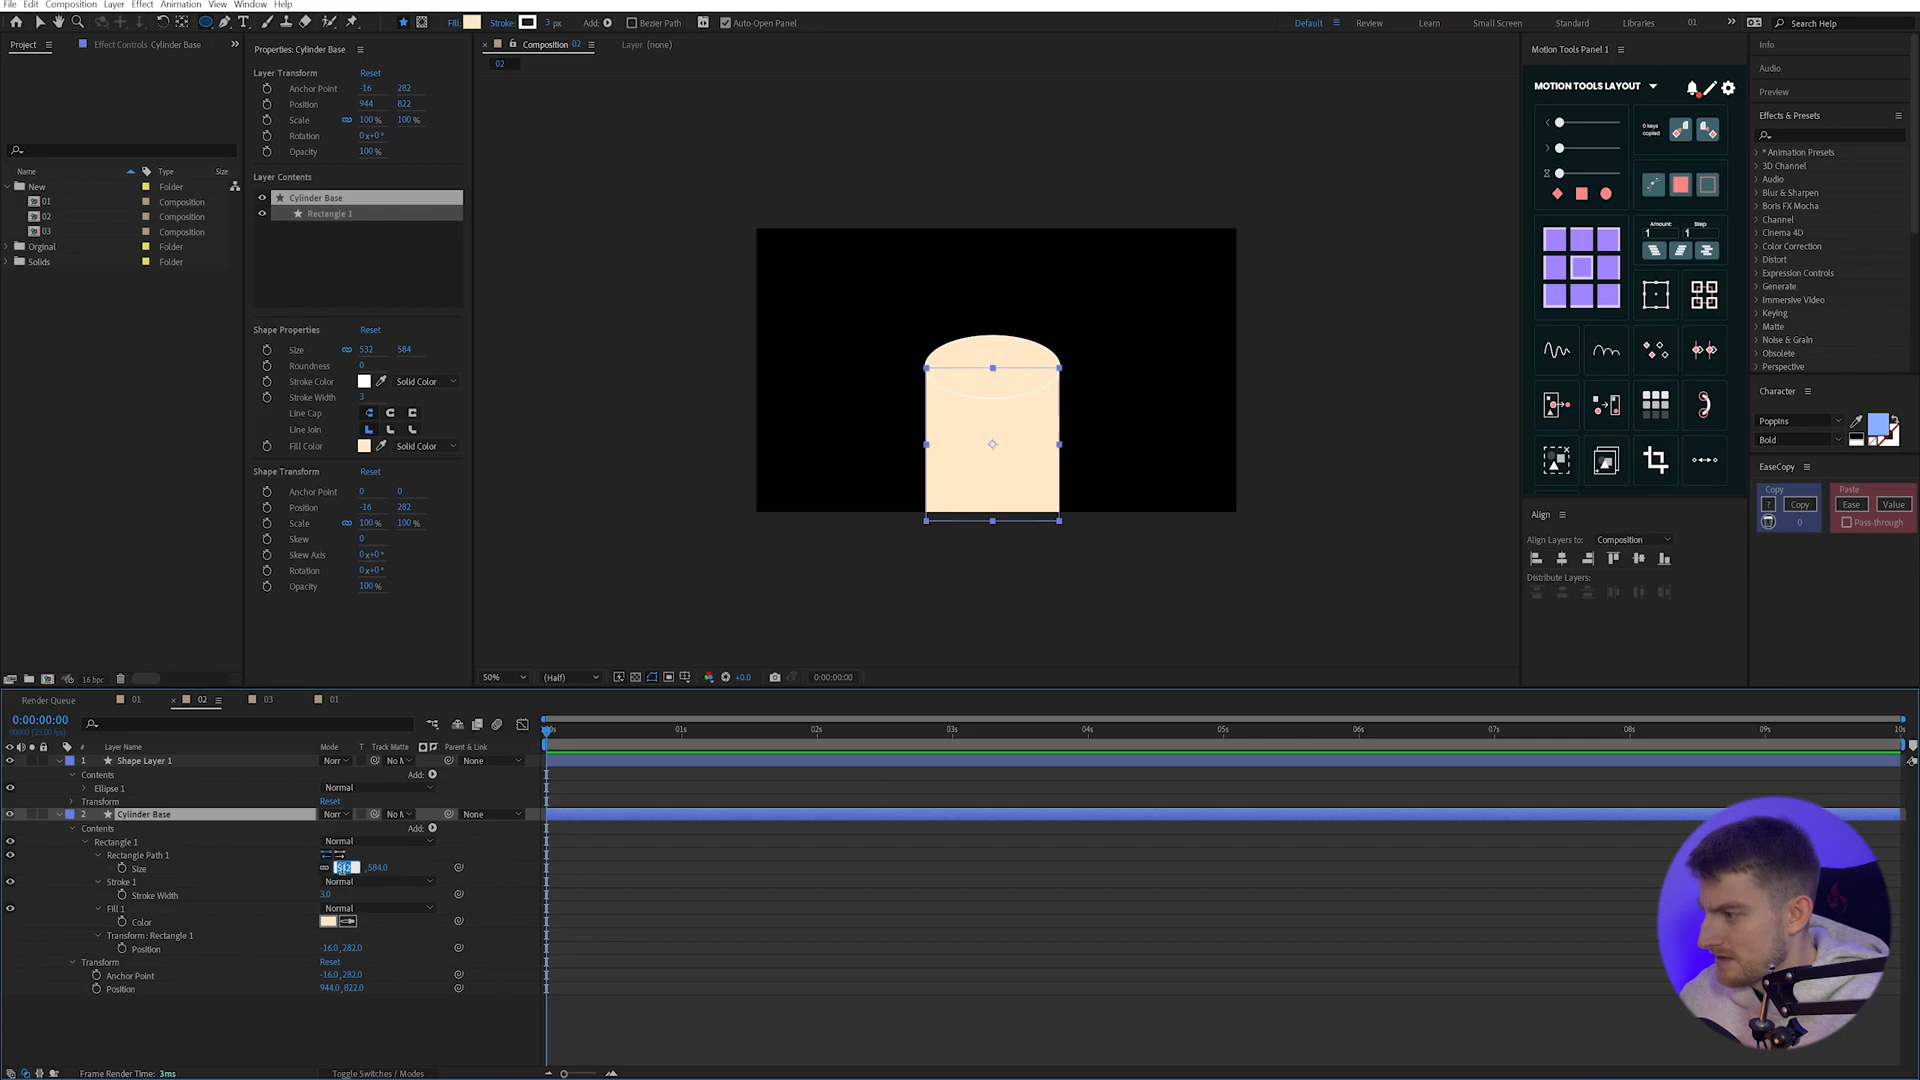 File Edit Composition Layer Effect Animation View Window Help
Fill: Stroke: 3 px Add: Bezier Path Auto-Open Panel
Default Review Learn Small Screen Standard Libraries 01 Search Help
Project Effect Controls Cylinder Base
Name Type Size
New Folder
01 Composition
02 Composition
03 Composition
Orginal Folder
Solids Folder
16 bpc
Properties: Cylinder Base
Layer Transform Reset
Anchor Point -16 282
Position 944 822
Scale 100 % 100 %
Rotation 0x+0°
Opacity 100 %
Layer Contents
Cylinder Base
Rectangle 1
Shape Properties Reset
Size 532 584
Roundness 0
Stroke Color Solid Color
Stroke Width 3
Line Cap
Line Join
Fill Color Solid Color
Shape Transform Reset
Anchor Point 0 0
Position -16 282
Scale 100 % 100 %
Skew 0
Skew Axis 0x+0°
Rotation 0x+0°
Opacity 100 %
Composition 02 Layer (none)
02
50% (Half) +0.0 0:00:00:00
Motion Tools Panel 1
MOTION TOOLS LAYOUT
0 keys
copied
Amount: Step:
1 1
Align
Align Layers to: Composition
Distribute Layers:
Info
Audio
Preview
Effects & Presets
* Animation Presets
3D Channel
Audio
Blur & Sharpen
Boris FX Mocha
Channel
Cinema 4D
Color Correction
Distort
Expression Controls
Generate
Immersive Video
Keying
Matte
Noise & Grain
Obsolete
Perspective
Character
Poppins
Bold
EaseCopy
Copy Paste
? Copy Ease Value
0 Pass-through
Render Queue 01 02 03 01
0:00:00:00
00000 (25.00 fps)
01s 02s 03s 04s 05s 06s 07s 08s 09s 10s
# Layer Name Mode T Track Matte Parent & Link
1 Shape Layer 1 None
Contents Add:
Ellipse 1 Normal
Transform Reset
2 Cylinder Base None
Contents Add:
Rectangle 1 Normal
Rectangle Path 1
Size 532 ,584.0
Stroke 1 Normal
Stroke Width 3.0
Fill 1 Normal
Color
Transform: Rectangle 1
Position -16.0,282.0
Transform Reset
Anchor Point -16.0,282.0
Position 944.0,822.0
Frame Render Time: 3ms Toggle Switches / Modes